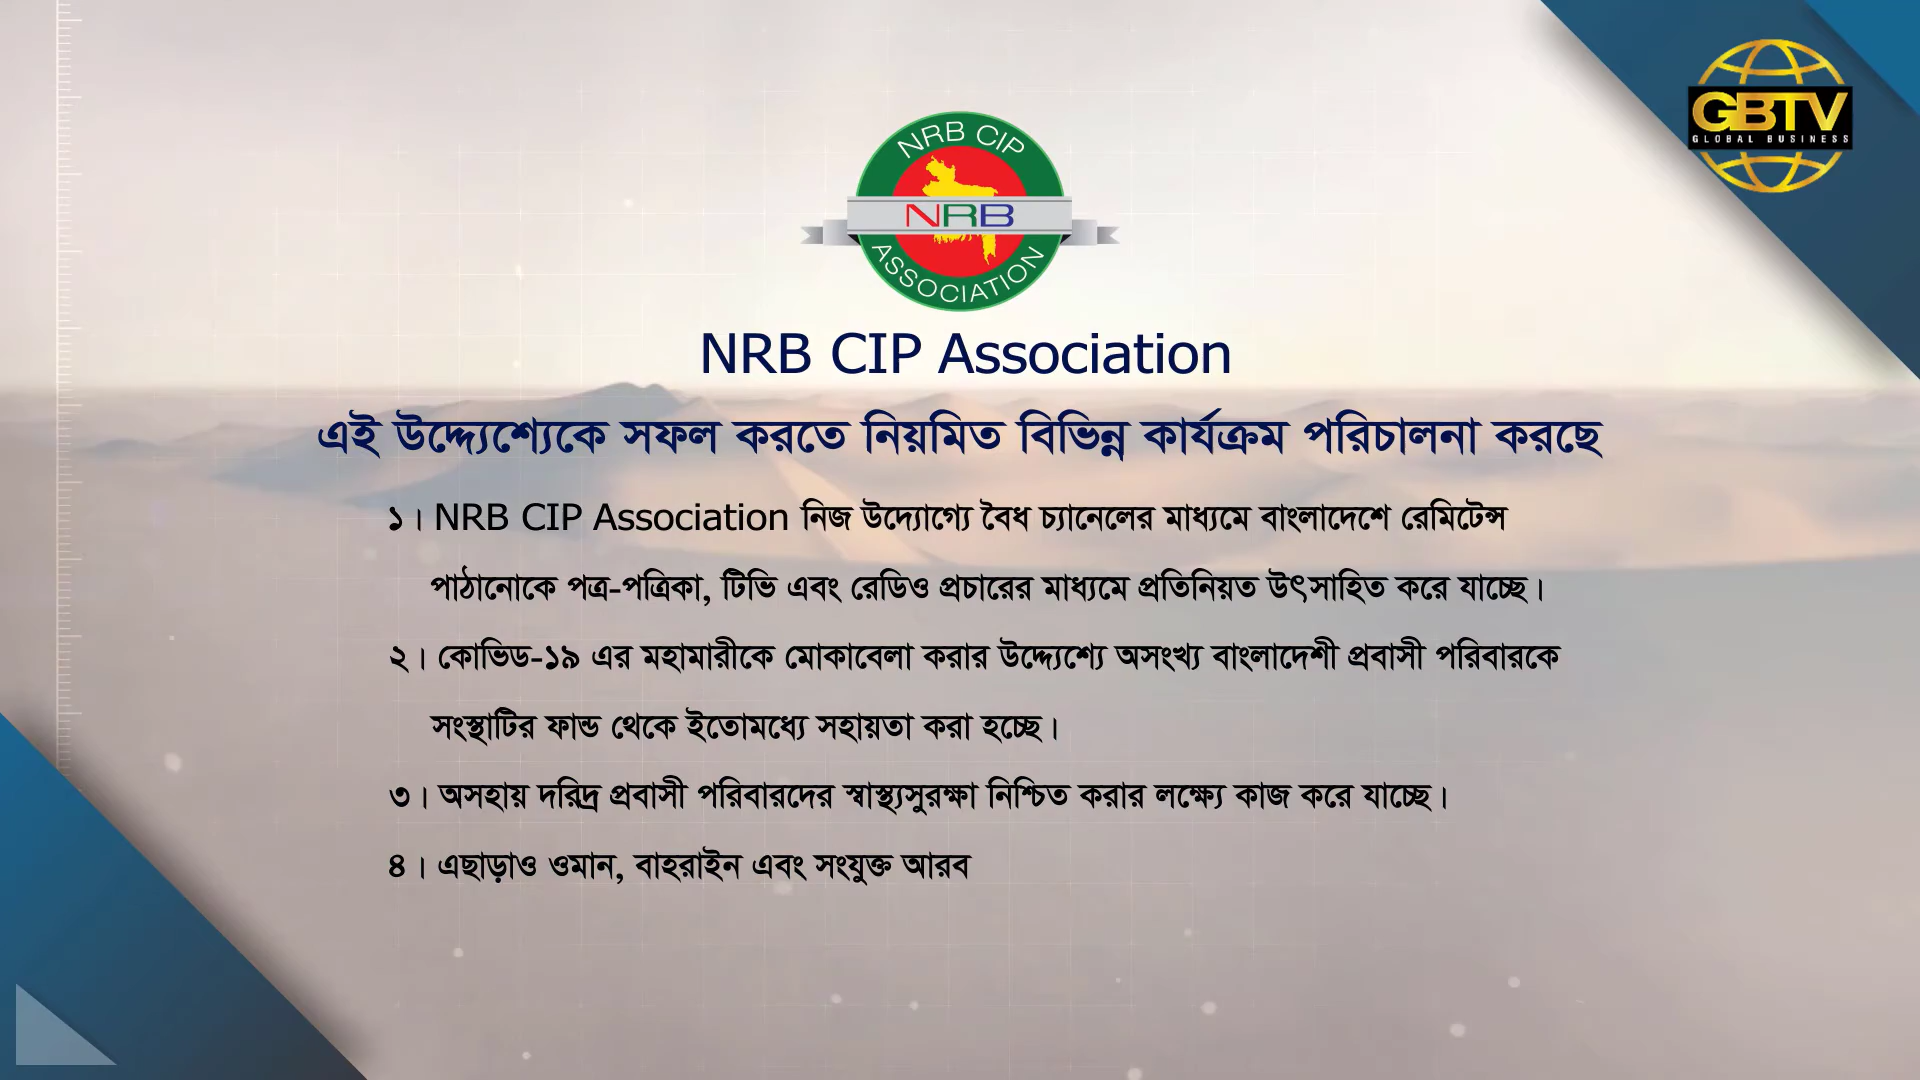 GBTV
GLOBAL BUSINESS
NRB CIP
NRB
ASSOCIATION
NRB CIP Association
এই উদ্দ্যেশ্যেকে সফল করতে নিয়মিত বিভিন্ন কার্যক্রম পরিচালনা করছে
১। NRB CIP Association নিজ উদ্যোগ্যে বৈধ চ্যানেলের মাধ্যমে বাংলাদেশে রেমিটেন্স
পাঠানোকে পত্র-পত্রিকা, টিভি এবং রেডিও প্রচারের মাধ্যমে প্রতিনিয়ত উৎসাহিত করে যাচ্ছে।
২। কোভিড-১৯ এর মহামারীকে মোকাবেলা করার উদ্দ্যেশ্যে অসংখ্য বাংলাদেশী প্রবাসী পরিবারকে
সংস্থাটির ফান্ড থেকে ইতোমধ্যে সহায়তা করা হচ্ছে।
৩। অসহায় দরিদ্র প্রবাসী পরিবারদের স্বাস্থ্যসুরক্ষা নিশ্চিত করার লক্ষ্যে কাজ করে যাচ্ছে।
৪। এছাড়াও ওমান, বাহরাইন এবং সংযুক্ত আরব